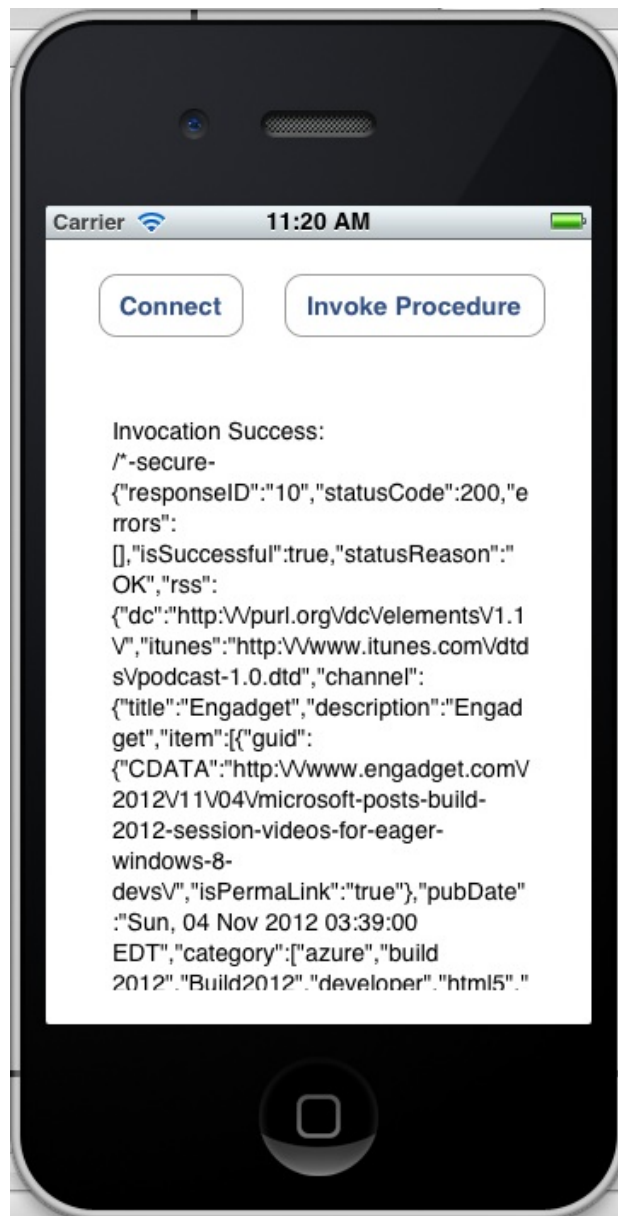 Carrier 11:20 AM
Connect Invoke Procedure
Invocation Success:
/*-secure-
{"responseID":"10","statusCode":200,"e
rrors":
[],"isSuccessful":true,"statusReason":"
OK","rss":
{"dc":"http:\/\/purl.org\/dc\/elements\/1.1
\/","itunes":"http:\/\/www.itunes.com\/dtd
s\/podcast-1.0.dtd","channel":
{"title":"Engadget","description":"Engad
get","item":[{"guid":
{"CDATA":"http:\/\/www.engadget.com\/
2012\/11\/04\/microsoft-posts-build-
2012-session-videos-for-eager-
windows-8-
devs\/","isPermaLink":"true"},"pubDate"
:"Sun, 04 Nov 2012 03:39:00
EDT","category":["azure","build
2012","Build2012","developer","html5","